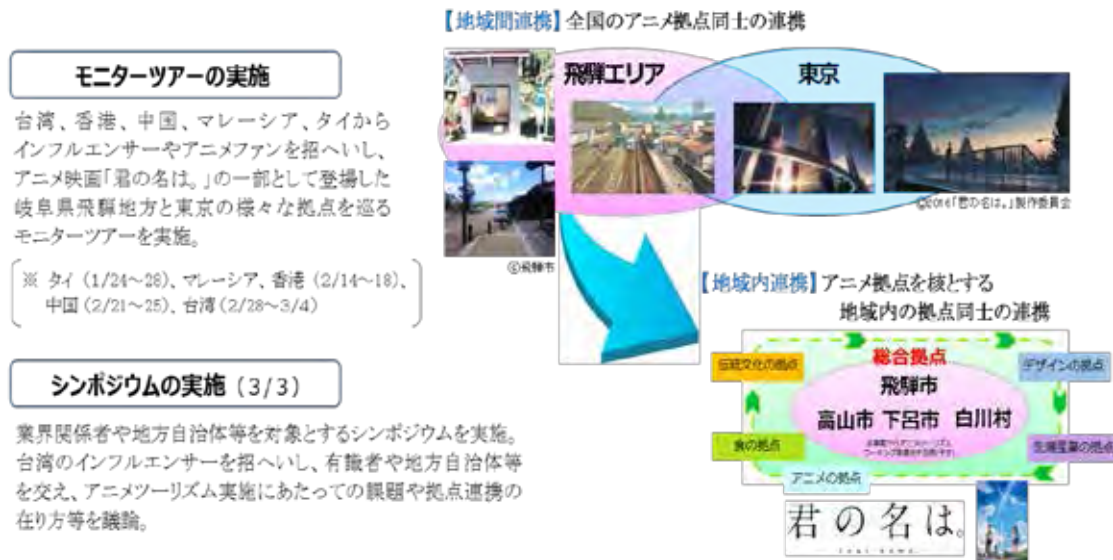 モニターツアーの実施
台湾、香港、中国、マレーシア、タイから
インフルエンサーやアニメファンを招へいし、
アニメ映画「君の名は。」の一部として登場した
岐阜県飛騨地方と東京の様々な拠点を巡る
モニターツアーを実施。
※ タイ (1/24~28)、マレーシア、香港 (2/14~18)、
中国 (2/21~25)、台湾 (2/28~3/4)
シンポジウムの実施 (3/3)
業界関係者や地方自治体等を対象とするシンポジウムを実施。
台湾のインフルエンサーを招へいし、有識者や地方自治体等
を交え、アニメツーリズム実施にあたっての課題や拠点連携の
在り方等を議論。
【地域間連携】全国のアニメ拠点同士の連携
飛騨エリア
東京
©2016「君の名は。」製作委員会
©飛騨市
【地域内連携】アニメ拠点を核とする
地域内の拠点同士の連携
総合拠点
飛騨市
高山市 下呂市 白川村
伝統文化の拠点
デザインの拠点
食の拠点
先端産業の拠点
アニメの拠点
君の名は。
your name.